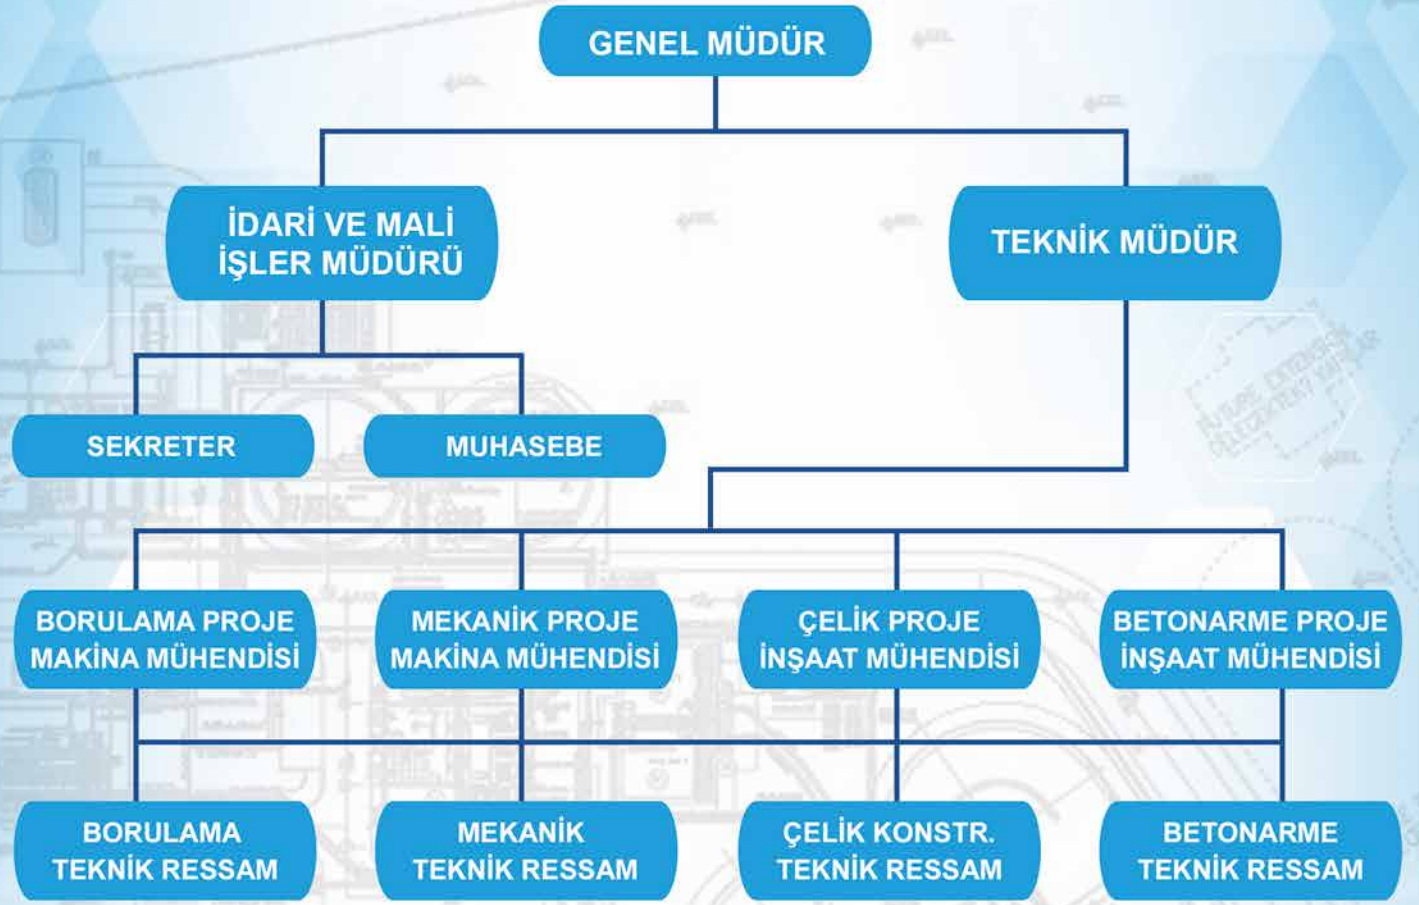 GENEL MÜDÜR
İDARİ VE MALİ
İŞLER MÜDÜRÜ
TEKNİK MÜDÜR
FUTURE EXTENSION
SEKRETER
MUHASEBE
BORULAMA PROJE
MAKİNA MÜHENDİSİ
MEKANİK PROJE
MAKİNA MÜHENDİSİ
ÇELİK PROJE
İNŞAAT MÜHENDİSİ
BETONARME PROJE
İNŞAAT MÜHENDİSİ
BORULAMA
TEKNİK RESSAM
MEKANİK
TEKNİK RESSAM
ÇELİK KONSTR.
TEKNİK RESSAM
BETONARME
TEKNİK RESSAM